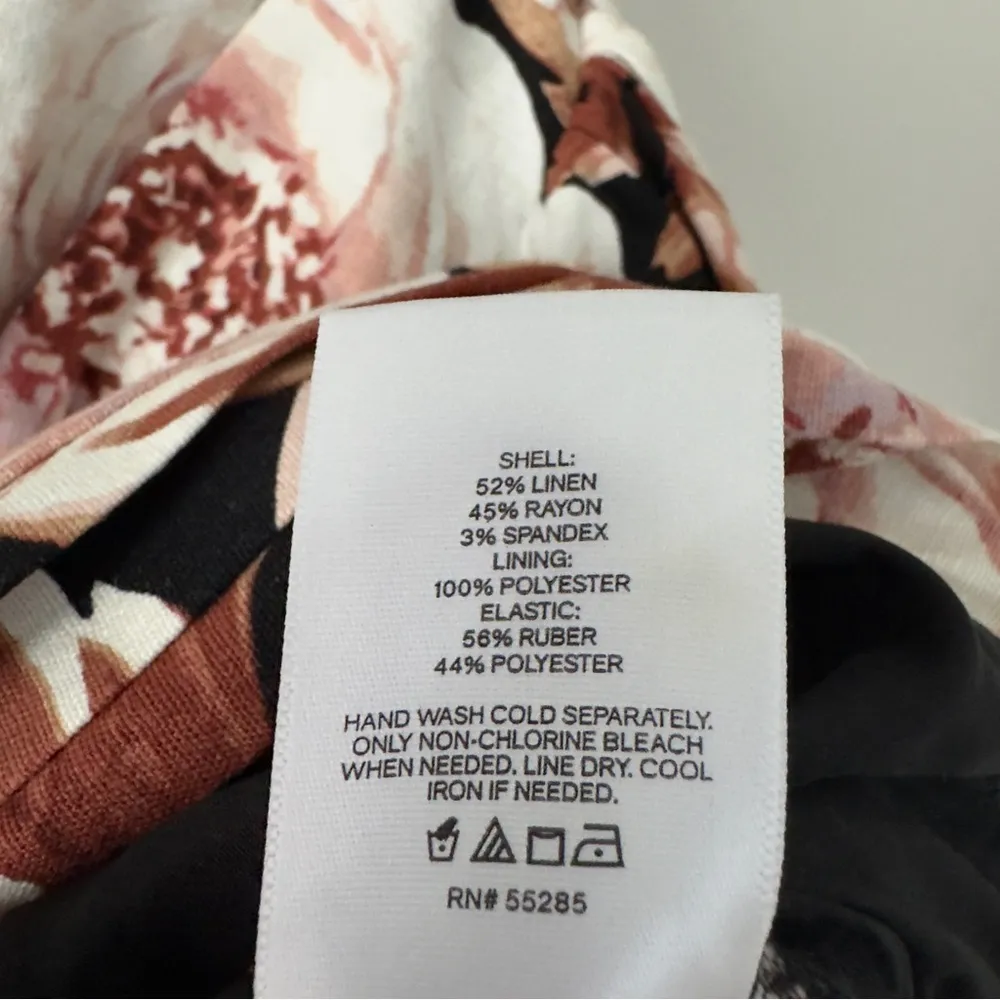 SHELL:
52% LINEN
45% RAYON
3% SPANDEX
LINING:
100% POLYESTER
ELASTIC:
56% RUBER
44% POLYESTER
HAND WASH COLD SEPARATELY.
ONLY NON-CHLORINE BLEACH
WHEN NEEDED. LINE DRY. COOL
IRON IF NEEDED.
RN# 55285